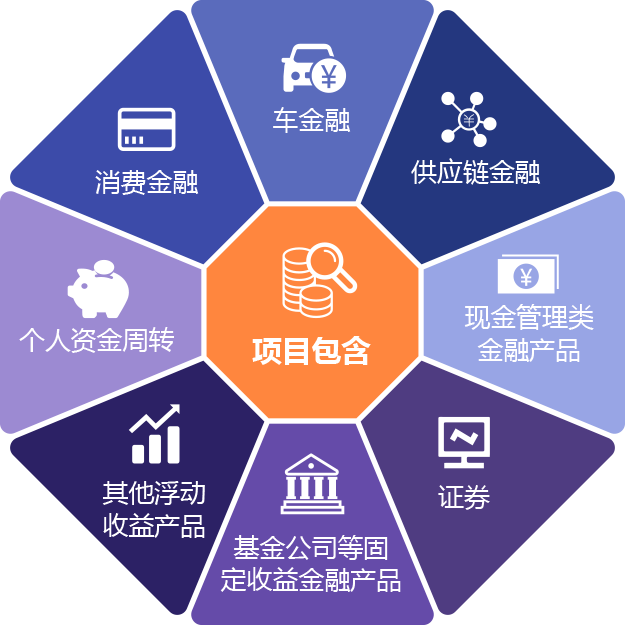 车金融
消费金融
供应链金融
个人资金周转
项目包含
现金管理类
金融产品
其他浮动
收益产品
证券
基金公司等固
定收益金融产品